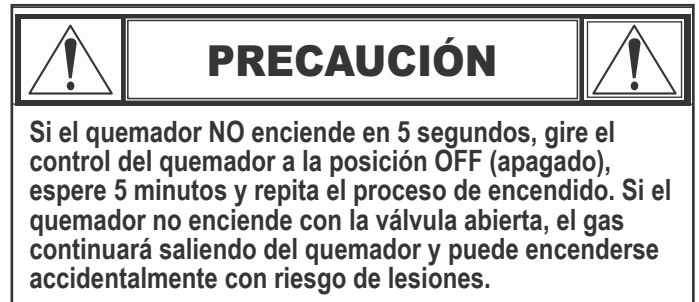 PRECAUCIÓN
Si el quemador NO enciende en 5 segundos, gire el
control del quemador a la posición OFF (apagado),
espere 5 minutos y repita el proceso de encendido. Si el
quemador no enciende con la válvula abierta, el gas
continuará saliendo del quemador y puede encenderse
accidentalmente con riesgo de lesiones.